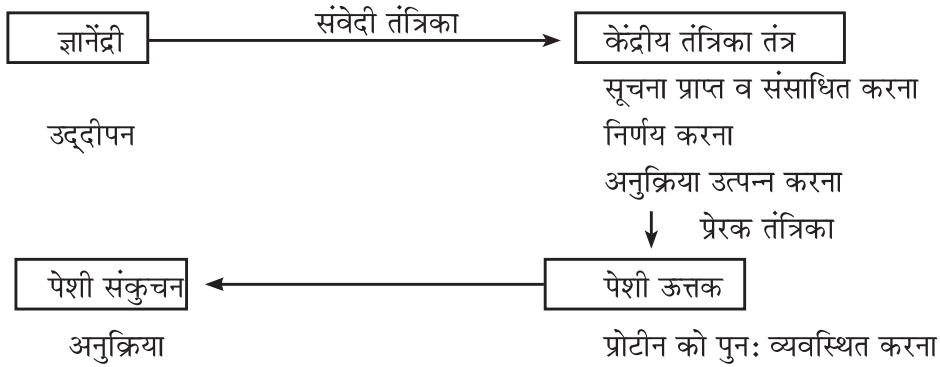 संवेदी तंत्रिका
ज्ञानेंद्री
केंद्रीय तंत्रिका तंत्र
सूचना प्राप्त व संसाधित करना
उद्दीपन
निर्णय करना
अनुक्रिया उत्पन्न करना
प्रेरक तंत्रिका
पेशी संकुचन
पेशी ऊत्तक
अनुक्रिया
प्रोटीन को पुन: व्यवस्थित करना